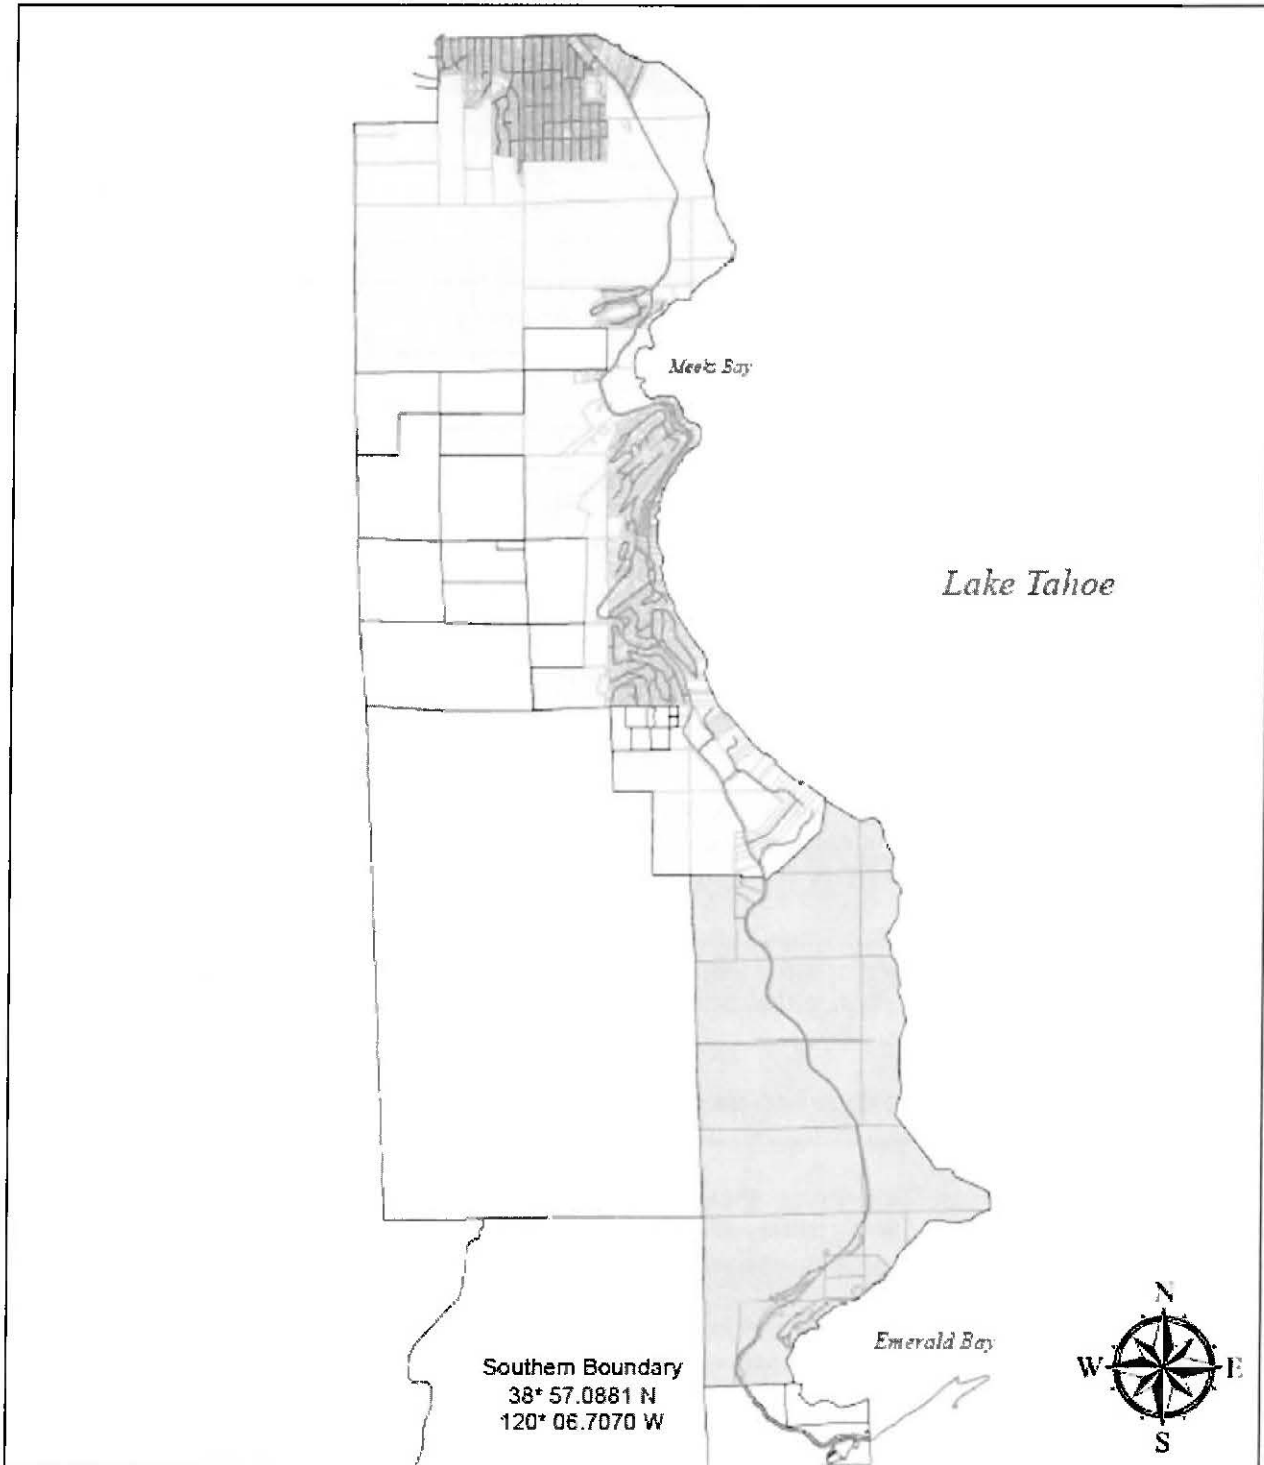 Meeks Bay
Lake Tahoe
Emerald Bay
Southern Boundary
38* 57.0881 N
120* 06.7070 W
N
W E
S